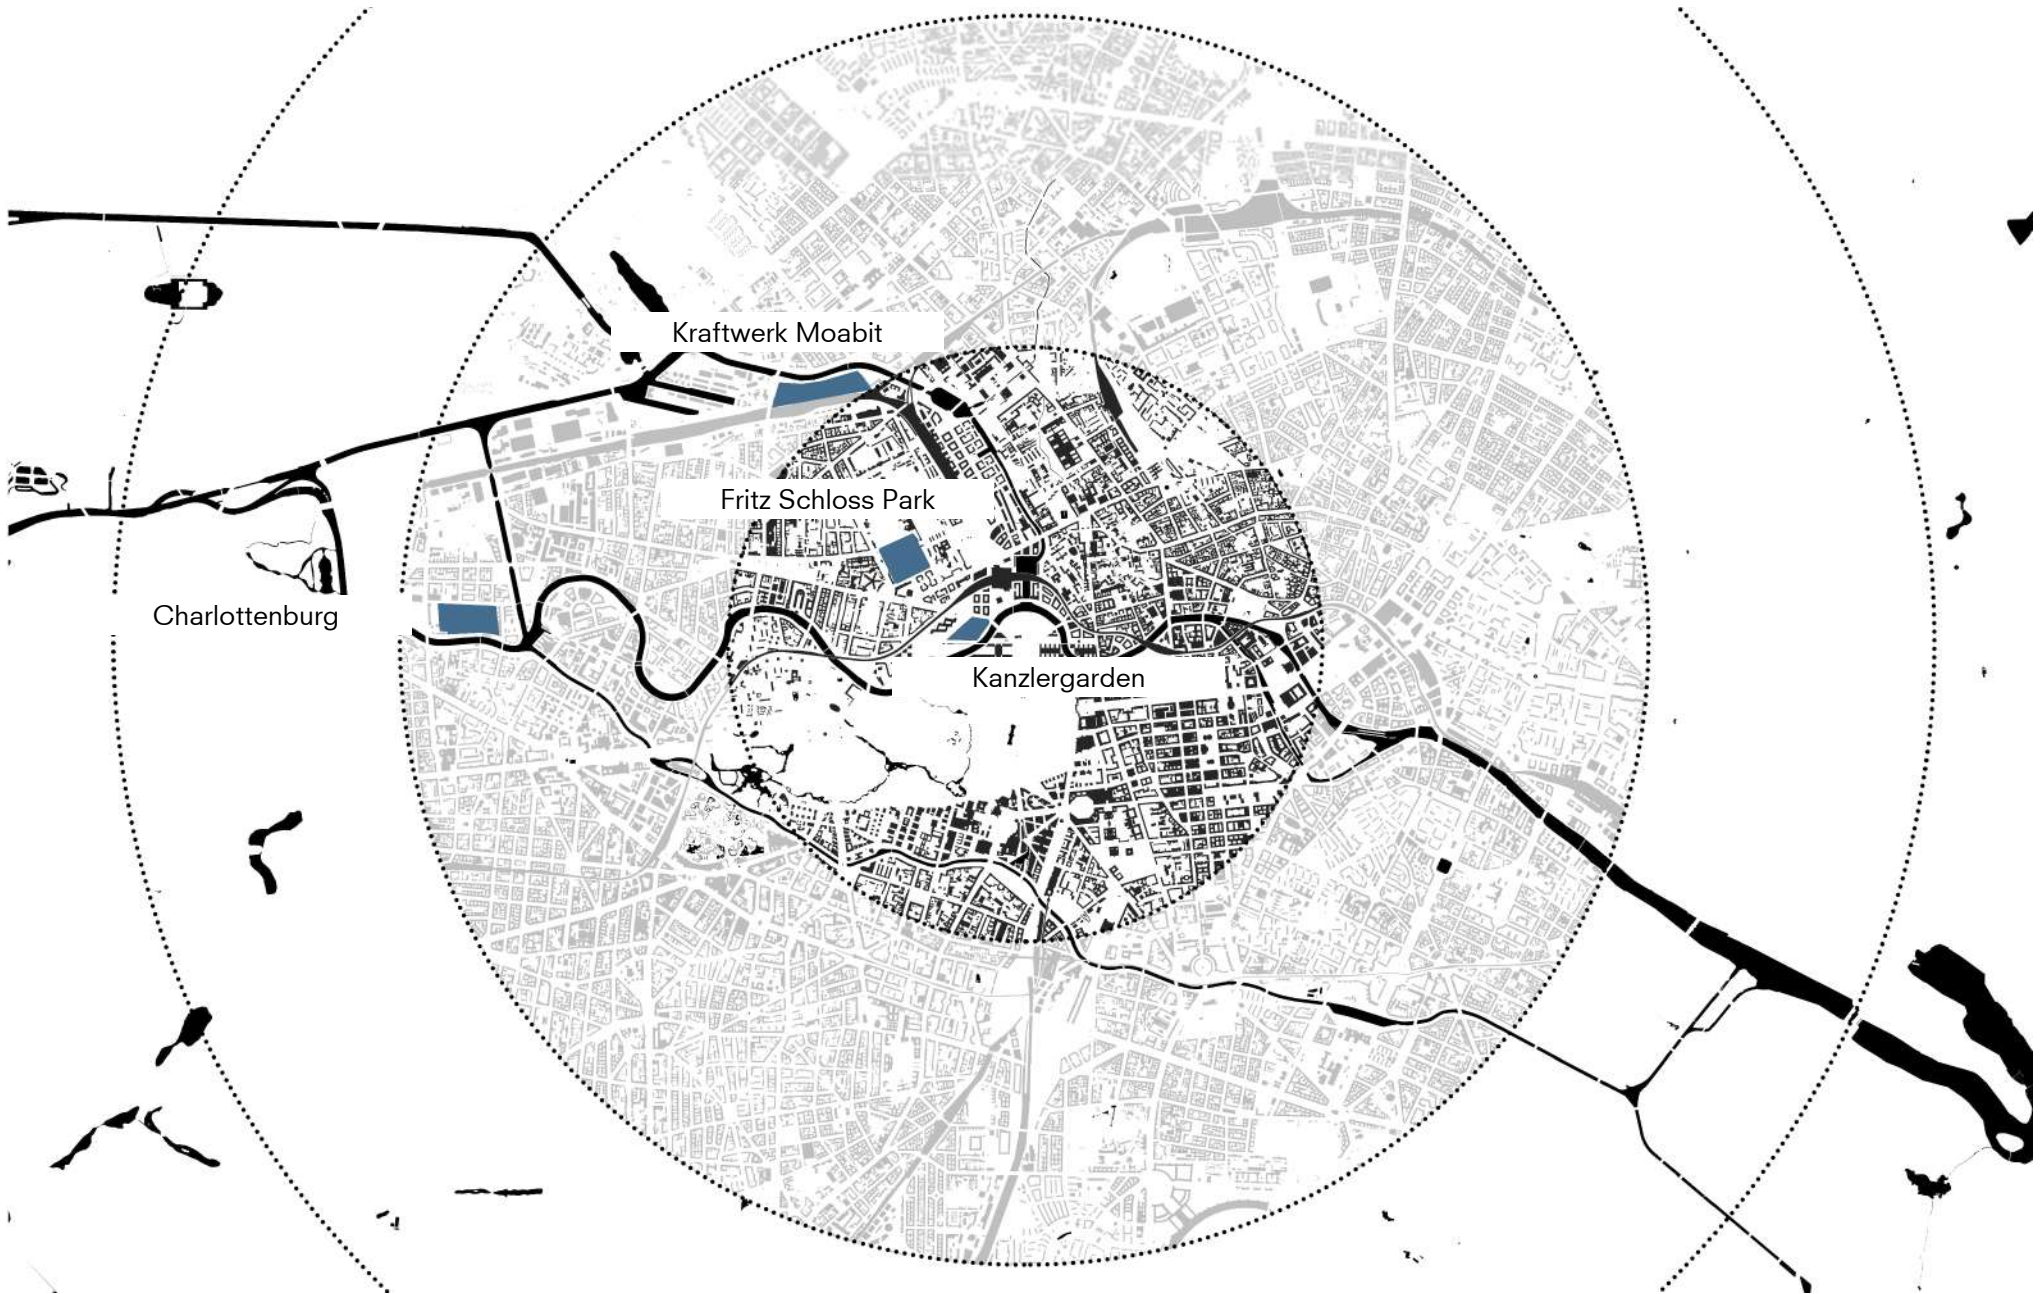 Kraftwerk Moabit
Fritz Schloss Park
Charlottenburg
Kanzlergarden